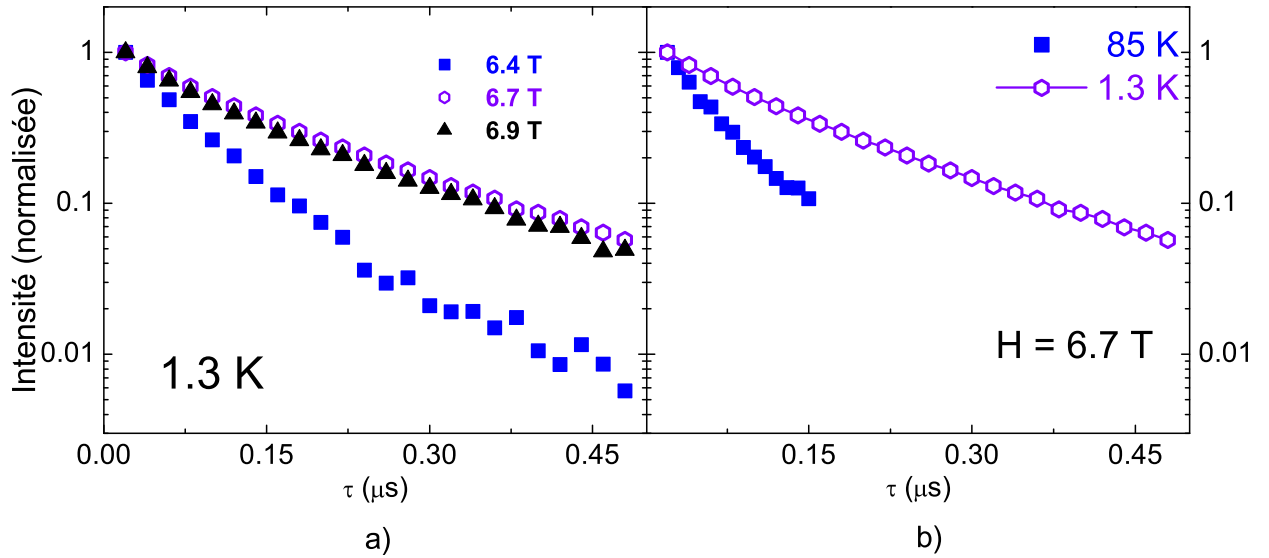 Intensité (normalisée)
1
0.1
0.01
6.4 T
6.7 T
6.9 T
1.3 K
0.00
0.15
0.30
0.45
τ (μs)
a)
85 K
1.3 K
H = 6.7 T
1
0.1
0.01
0.15
0.30
0.45
τ (μs)
b)